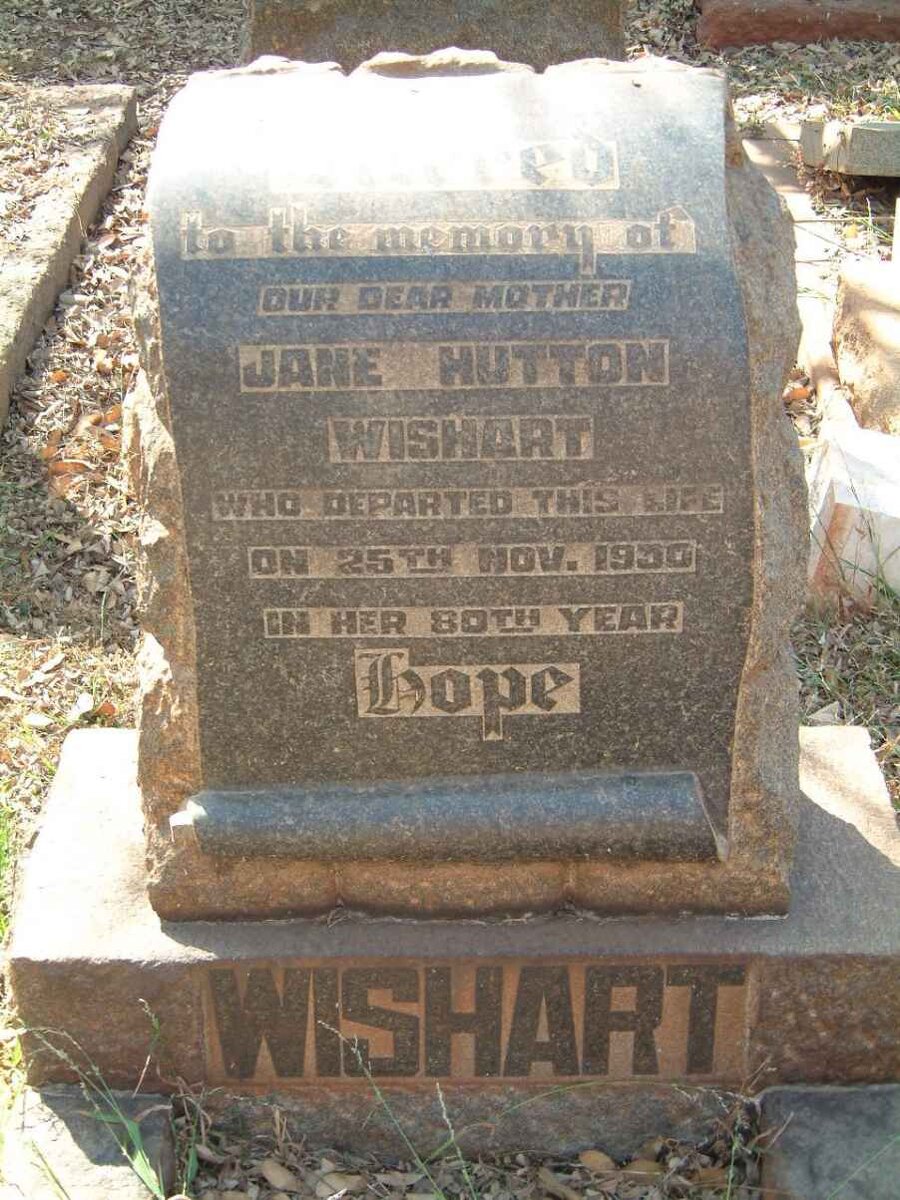 Sacred
to the memory of
OUR DEAR MOTHER
JANE HUTTON
WISHART
WHO DEPARTED THIS LIFE
ON 25TH NOV. 1930
IN HER 80TH YEAR
hope
WISHART